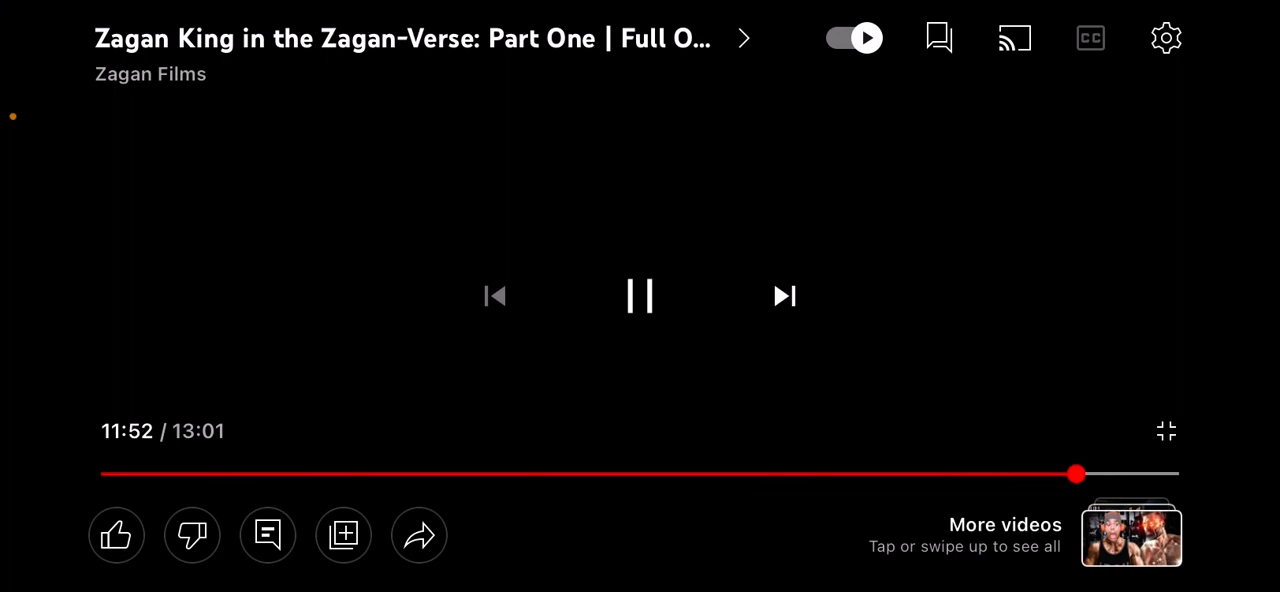 Zagan King in the Zagan-Verse: Part One | Full O...
Zagan Films
CC
11:52 / 13:01
More videos
Tap or swipe up to see all